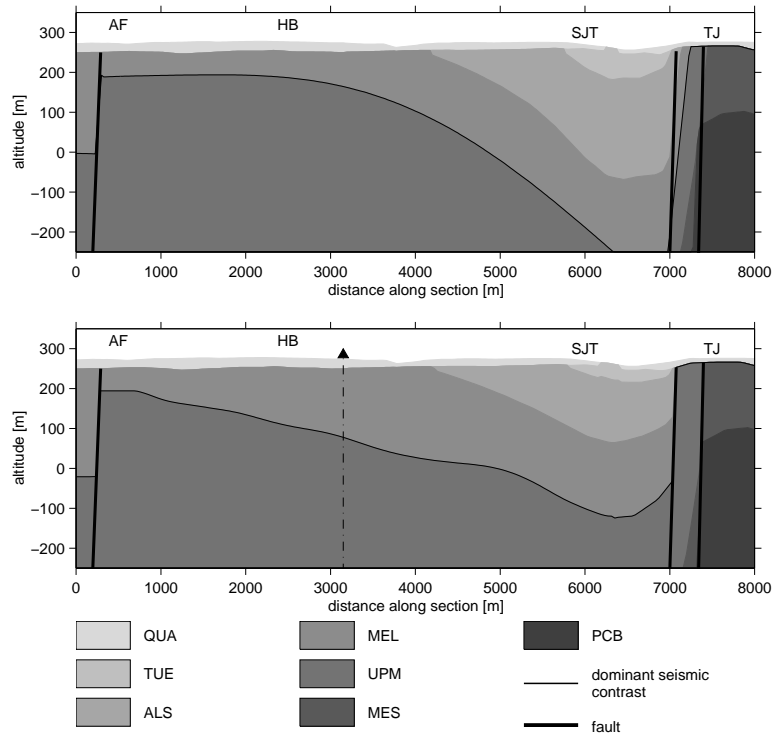 AF HB SJT TJ
300
200
100
0
−100
−200
altitude [m]
0 1000 2000 3000 4000 5000 6000 7000 8000
distance along section [m]
AF HB SJT TJ
300
200
100
0
−100
−200
altitude [m]
0 1000 2000 3000 4000 5000 6000 7000 8000
distance along section [m]
QUA MEL PCB
TUE UPM dominant seismic
contrast
ALS MES fault